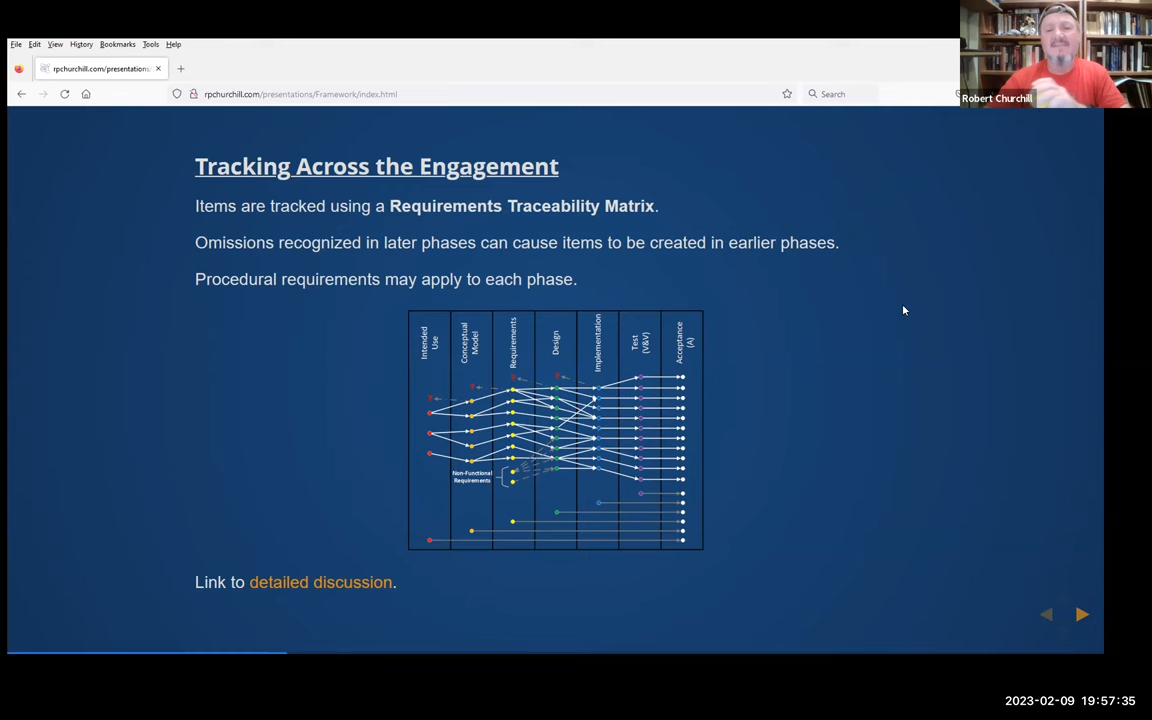 File Edit View History Bookmarks Tools Help
rpchurchill.com/presentations/
rpchurchill.com/presentations/Framework/index.html
Search
Robert Churchill
Tracking Across the Engagement
Items are tracked using a Requirements Traceability Matrix.
Omissions recognized in later phases can cause items to be created in earlier phases.
Procedural requirements may apply to each phase.
Intended
Use
Conceptual
Model
Requirements
Design
Implementation
Test
(V&V)
Acceptance
(A)
Non-Functional
Requirements
Link to detailed discussion.
2023-02-09 19:57:35